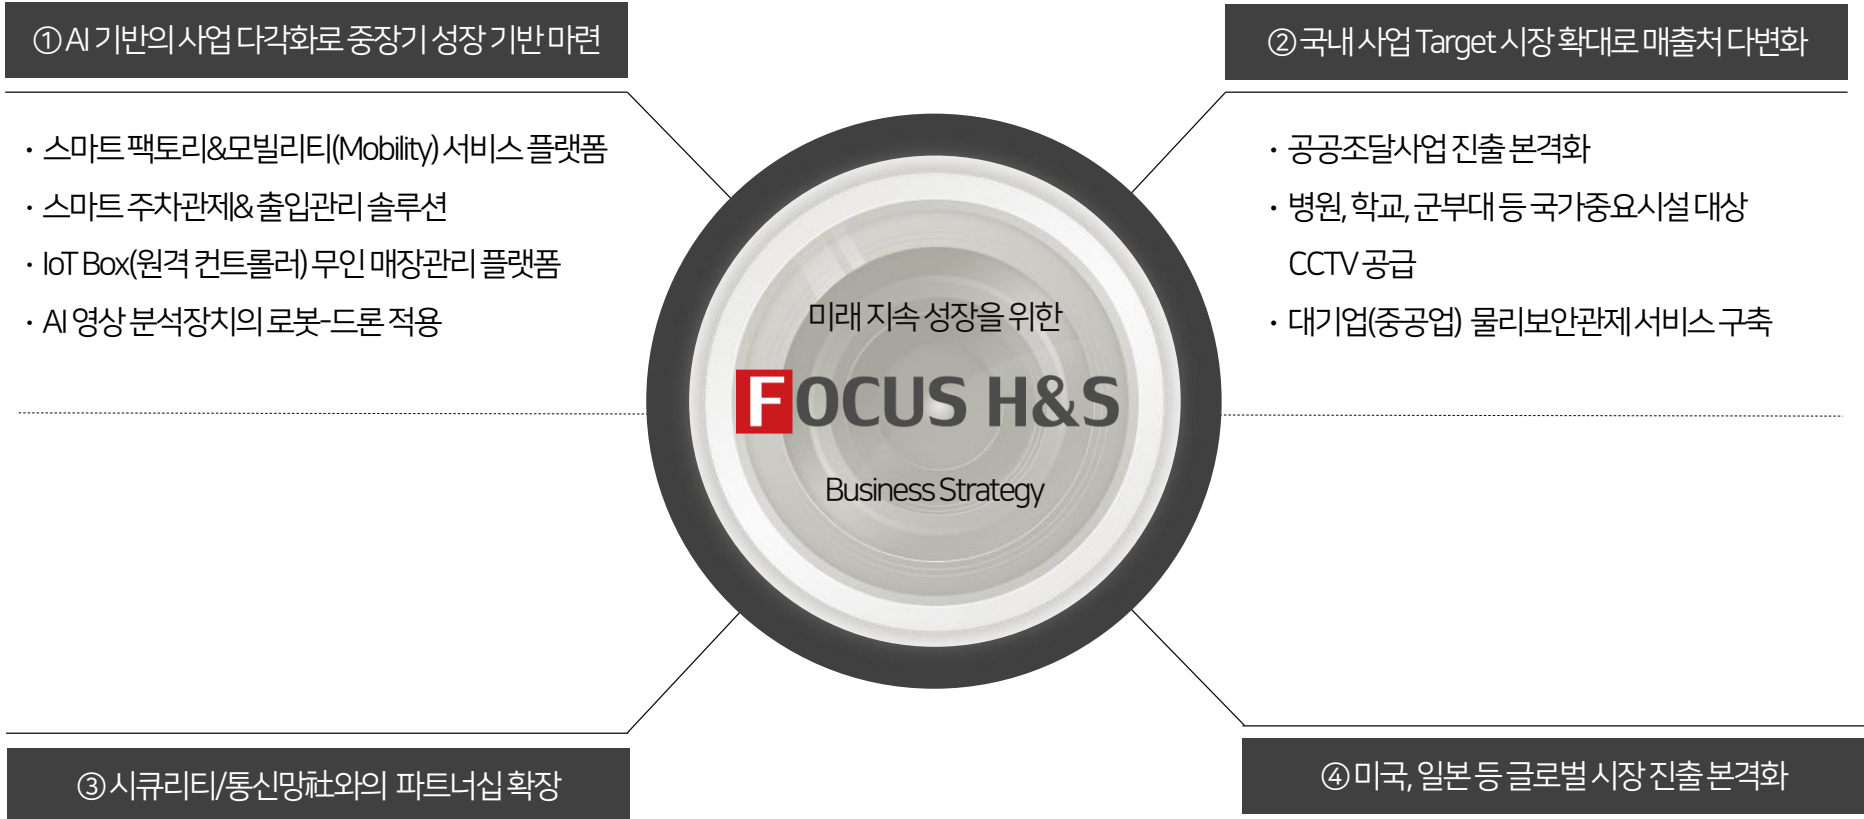 ① AI 기반의 사업 다각화로 중장기 성장 기반 마련
· 스마트 팩토리&모빌리티(Mobility) 서비스 플랫폼
· 스마트 주차관제& 출입관리 솔루션
· IoT Box(원격 컨트롤러) 무인 매장관리 플랫폼
· AI 영상 분석장치의 로봇-드론 적용
② 국내 사업 Target 시장 확대로 매출처 다변화
· 공공조달사업 진출 본격화
· 병원, 학교, 군부대 등 국가중요시설 대상
CCTV 공급
· 대기업(중공업) 물리보안관제 서비스 구축
미래 지속 성장을 위한
FOCUS H&S
Business Strategy
③ 시큐리티/통신망社와의 파트너십 확장
④ 미국, 일본 등 글로벌 시장 진출 본격화